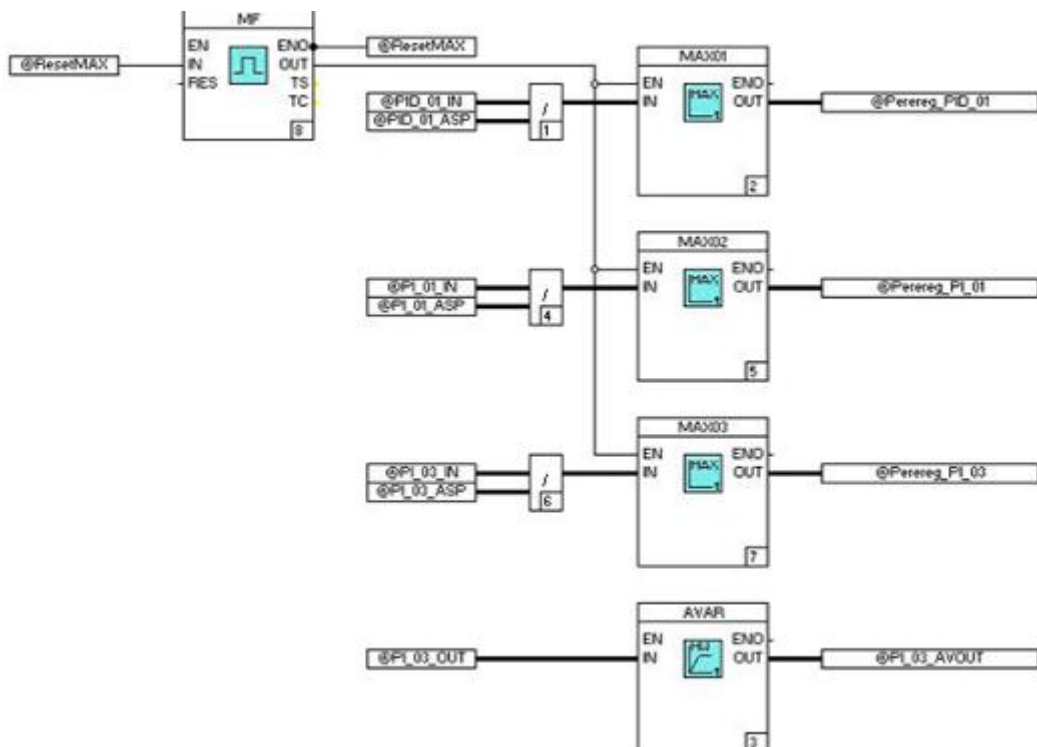 MF
EN ENO @ResetMAX
@ResetMAX IN OUT
RES TS
TC
8
MAX01
EN ENO
@PID_01_IN / IN MAX OUT @Perereg_PID_01
@PID_01_ASP
1
2
MAX02
EN ENO
@PI_01_IN / IN MAX OUT @Perereg_PI_01
@PI_01_ASP
4
5
MAX03
EN ENO
@PI_03_IN / IN MAX OUT @Perereg_PI_03
@PI_03_ASP
6
7
AVAR
EN ENO
@PI_03_OUT IN OUT @PI_03_AVOUT
3